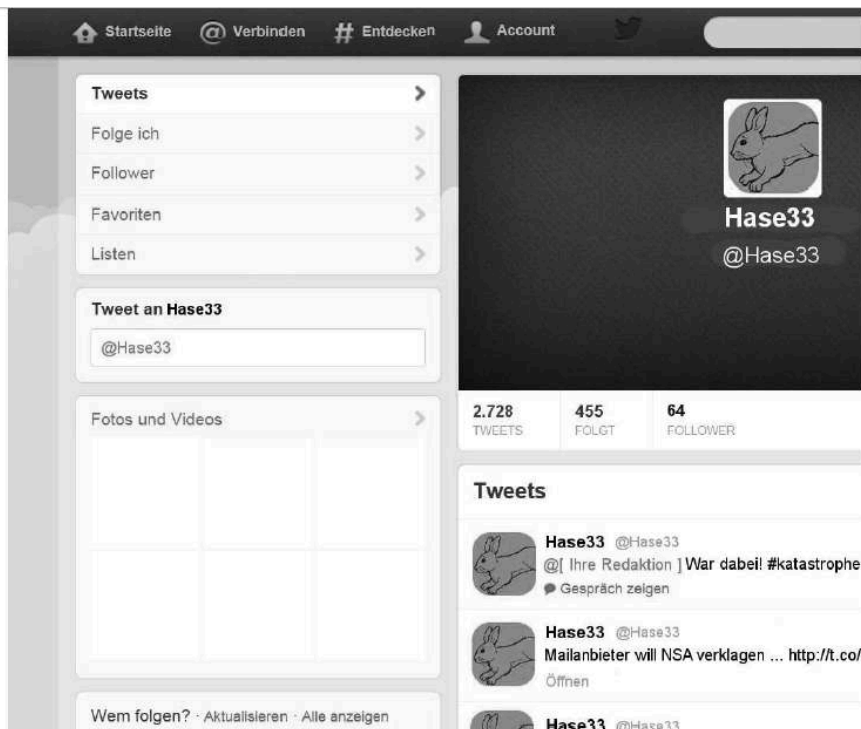 Startseite @ Verbinden # Entdecken Account
Tweets
Folge ich
Follower
Favoriten
Listen
Tweet an Hase33
@Hase33
Fotos und Videos
Hase33
@Hase33
2.728 455 64
TWEETS FOLGT FOLLOWER
Tweets
Hase33 @Hase33
@[ Ihre Redaktion ] War dabei! #katastrophe
Gespräch zeigen
Hase33 @Hase33
Mailanbieter will NSA verklagen ... http://t.co/
Öffnen
Hase33 @Hase33
Wem folgen? · Aktualisieren · Alle anzeigen